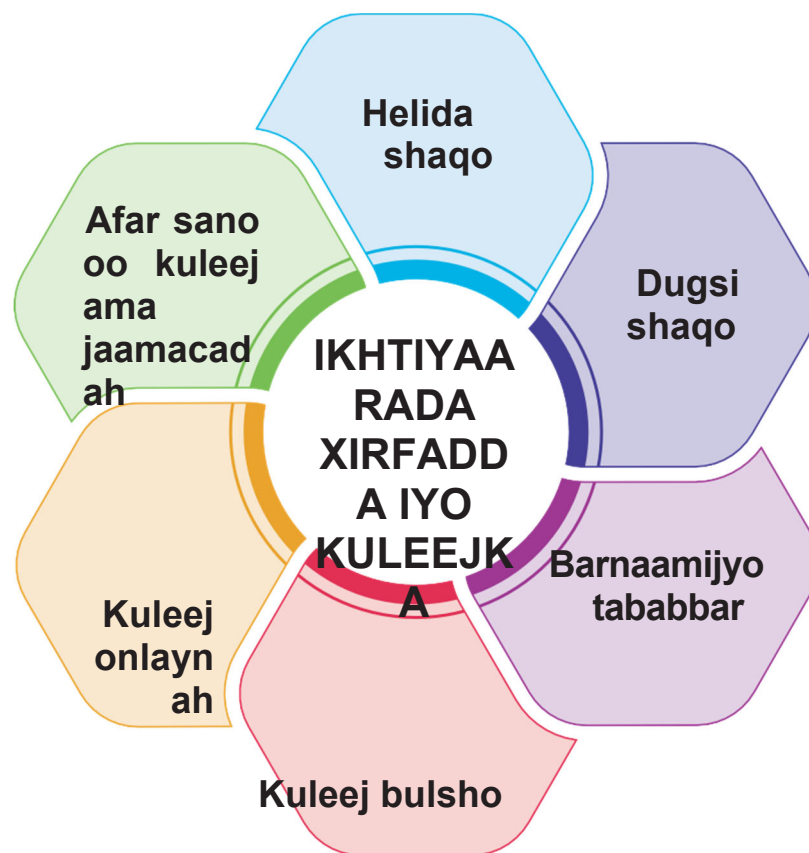 Helida
shaqo
Dugsi
shaqo
Barnaamijyo
tababbar
Kuleej bulsho
Kuleej
onlayn
ah
Afar sano
oo kuleej
ama
jaamacad
ah
IKHTIYAA
RADA
XIRFADD
A IYO
KULEEJK
A